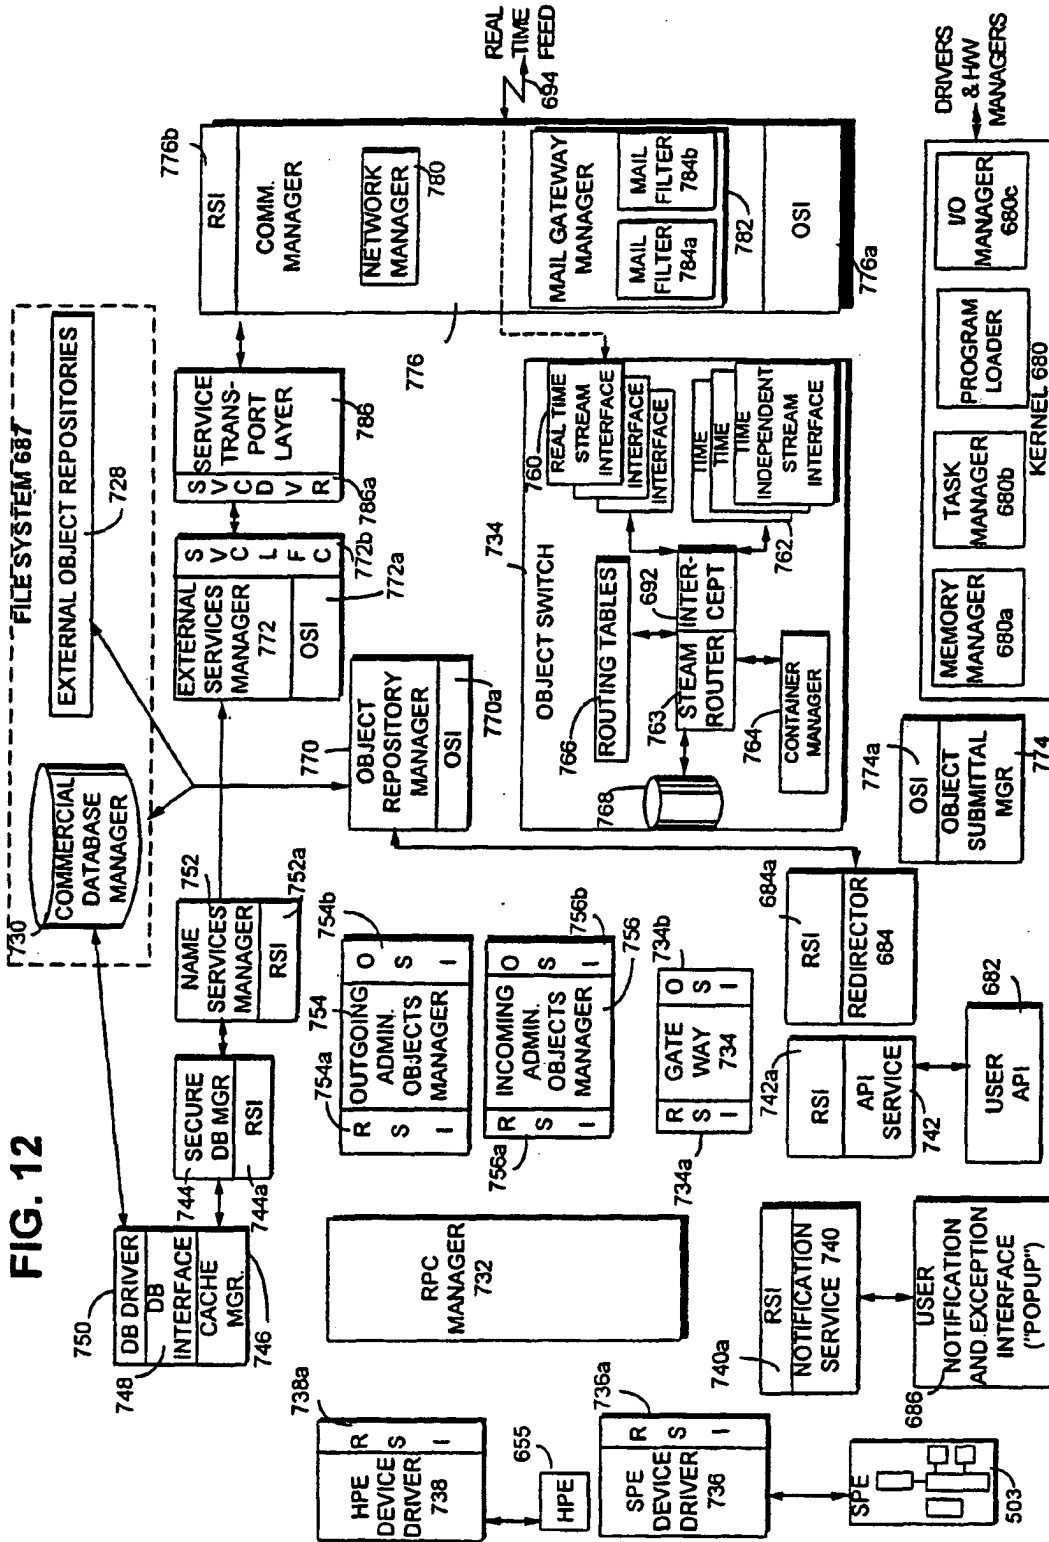 FIG. 12
FILE SYSTEM 687
EXTERNAL OBJECT REPOSITORIES
728
COMMERCIAL
DATABASE
MANAGER
730
750
DB DRIVER
DB
INTERFACE
CACHE
MGR.
748
746
744
SECURE
DB MGR
RSI
744a
NAME
SERVICES
MANAGER
RSI
752
752a
EXTERNAL
SERVICES
MANAGER
772
OSI
S
V
C
L
F
C
772b
772a
S
V
C
D
V
R
786a
SERVICE
TRANS-
PORT
LAYER
786
776b
RSI
COMM.
MANAGER
NETWORK
MANAGER
780
776
MAIL GATEWAY
MANAGER
MAIL
FILTER
784a
MAIL
FILTER
784b
782
OSI
776a
REAL
TIME
FEED
694
738a
HPE
DEVICE
DRIVER
738
R
S
I
655
HPE
736a
SPE
DEVICE
DRIVER
736
R
S
I
SPE
503
RPC
MANAGER
732
754a
R
S
I
754
OUTGOING
ADMIN.
OBJECTS
MANAGER
O
S
I
754b
756a
R
S
I
INCOMING
ADMIN.
OBJECTS
MANAGER
O
S
I
756b
756
734a
R
S
I
GATE
WAY
734
O
S
I
734b
770
OBJECT
REPOSITORY
MANAGER
OSI
770a
734
OBJECT SWITCH
760
REAL TIME
STREAM
INTERFACE
INTERFACE
INTERFACE
TIME
TIME
TIME
INDEPENDENT
STREAM
INTERFACE
762
766
ROUTING TABLES
692
763
STEAM
ROUTER
INTER-
CEPT
764
CONTAINER
MANAGER
768
740a
RSI
NOTIFICATION
SERVICE 740
686
USER
NOTIFICATION
AND EXCEPTION
INTERFACE
("POPUP")
742a
RSI
API
SERVICE
742
682
USER
API
684a
RSI
REDIRECTOR
684
774a
OSI
OBJECT
SUBMITTAL
MGR
774
MEMORY
MANAGER
680a
TASK
MANAGER
680b
PROGRAM
LOADER
I/O
MANAGER
680c
KERNEL 680
DRIVERS
& H/W
MANAGERS